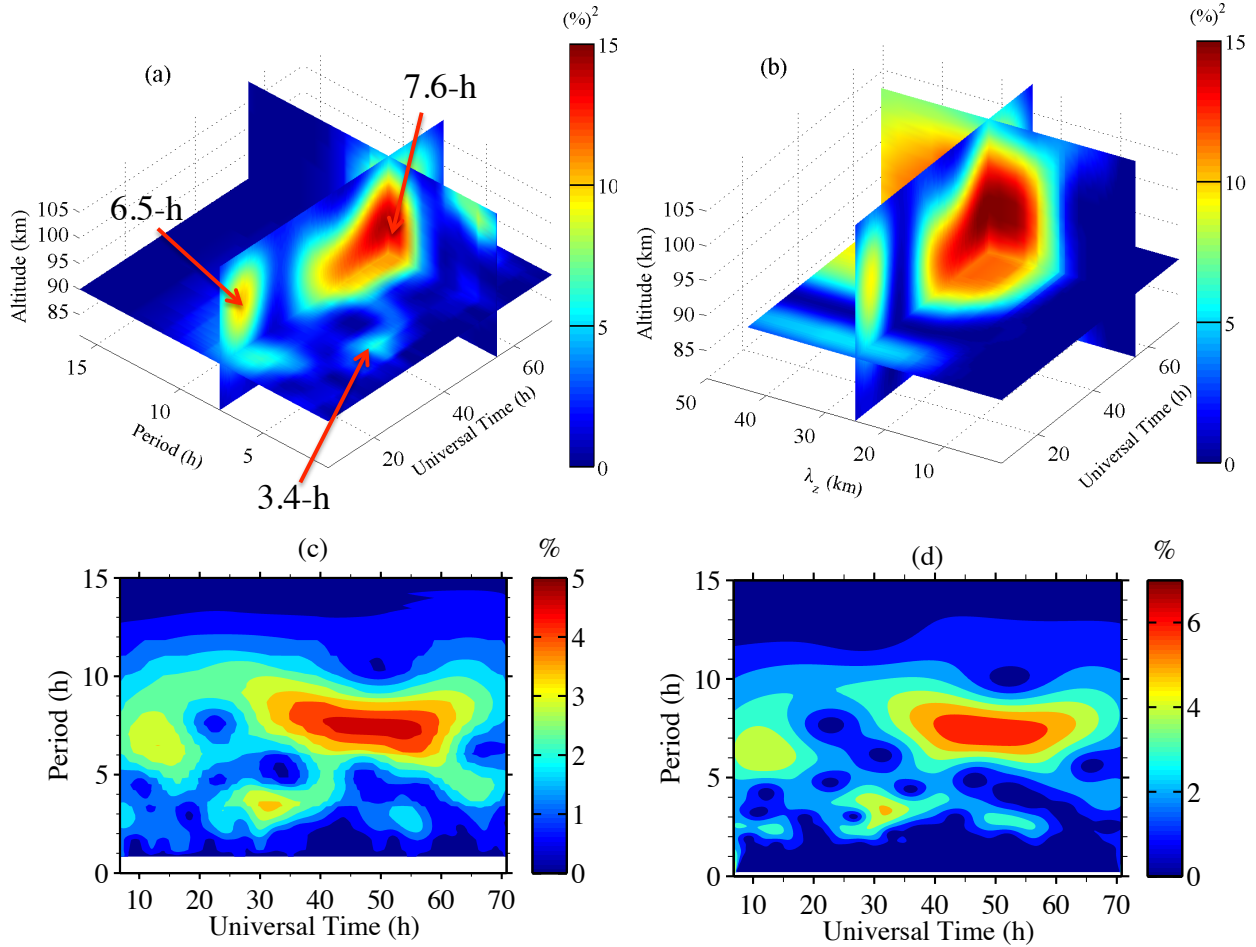 (%)²
(a)
7.6-h
6.5-h
3.4-h
Altitude (km)
105
100
95
90
85
15
10
5
Period (h)
20
40
60
Universal Time (h)
15
10
5
0
(%)²
(b)
Altitude (km)
105
100
95
90
85
50
40
30
20
10
λz (km)
20
40
60
Universal Time (h)
15
10
5
0
(c)
%
Period (h)
15
10
5
0
10 20 30 40 50 60 70
Universal Time (h)
5
4
3
2
1
0
(d)
%
Period (h)
15
10
5
0
10 20 30 40 50 60 70
Universal Time (h)
6
4
2
0